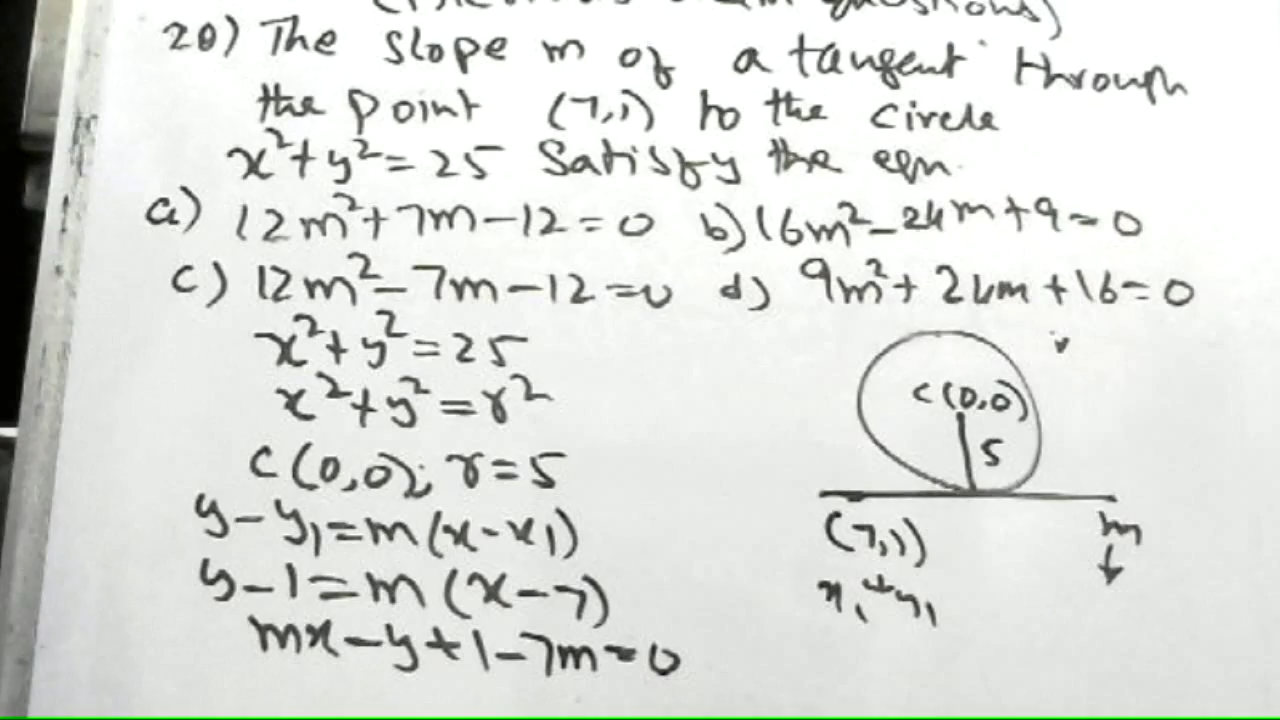 questions)
20) The slope m of a tangent through
the point (7,1) to the circle
x²+y²=25 Satisfy the eqn.
a) 12m²+7m-12=0 b) 16m²-24m+9=0
c) 12m²-7m-12=0 d) 9m²+24m+16=0
x²+y²=25
x²+y²=r²
C(0,0); r=5
y-y₁=m(x-x₁)
y-1=m(x-7)
mx-y+1-7m=0
C(0,0)
5
(7,1)
m
↓
x₁ y₁